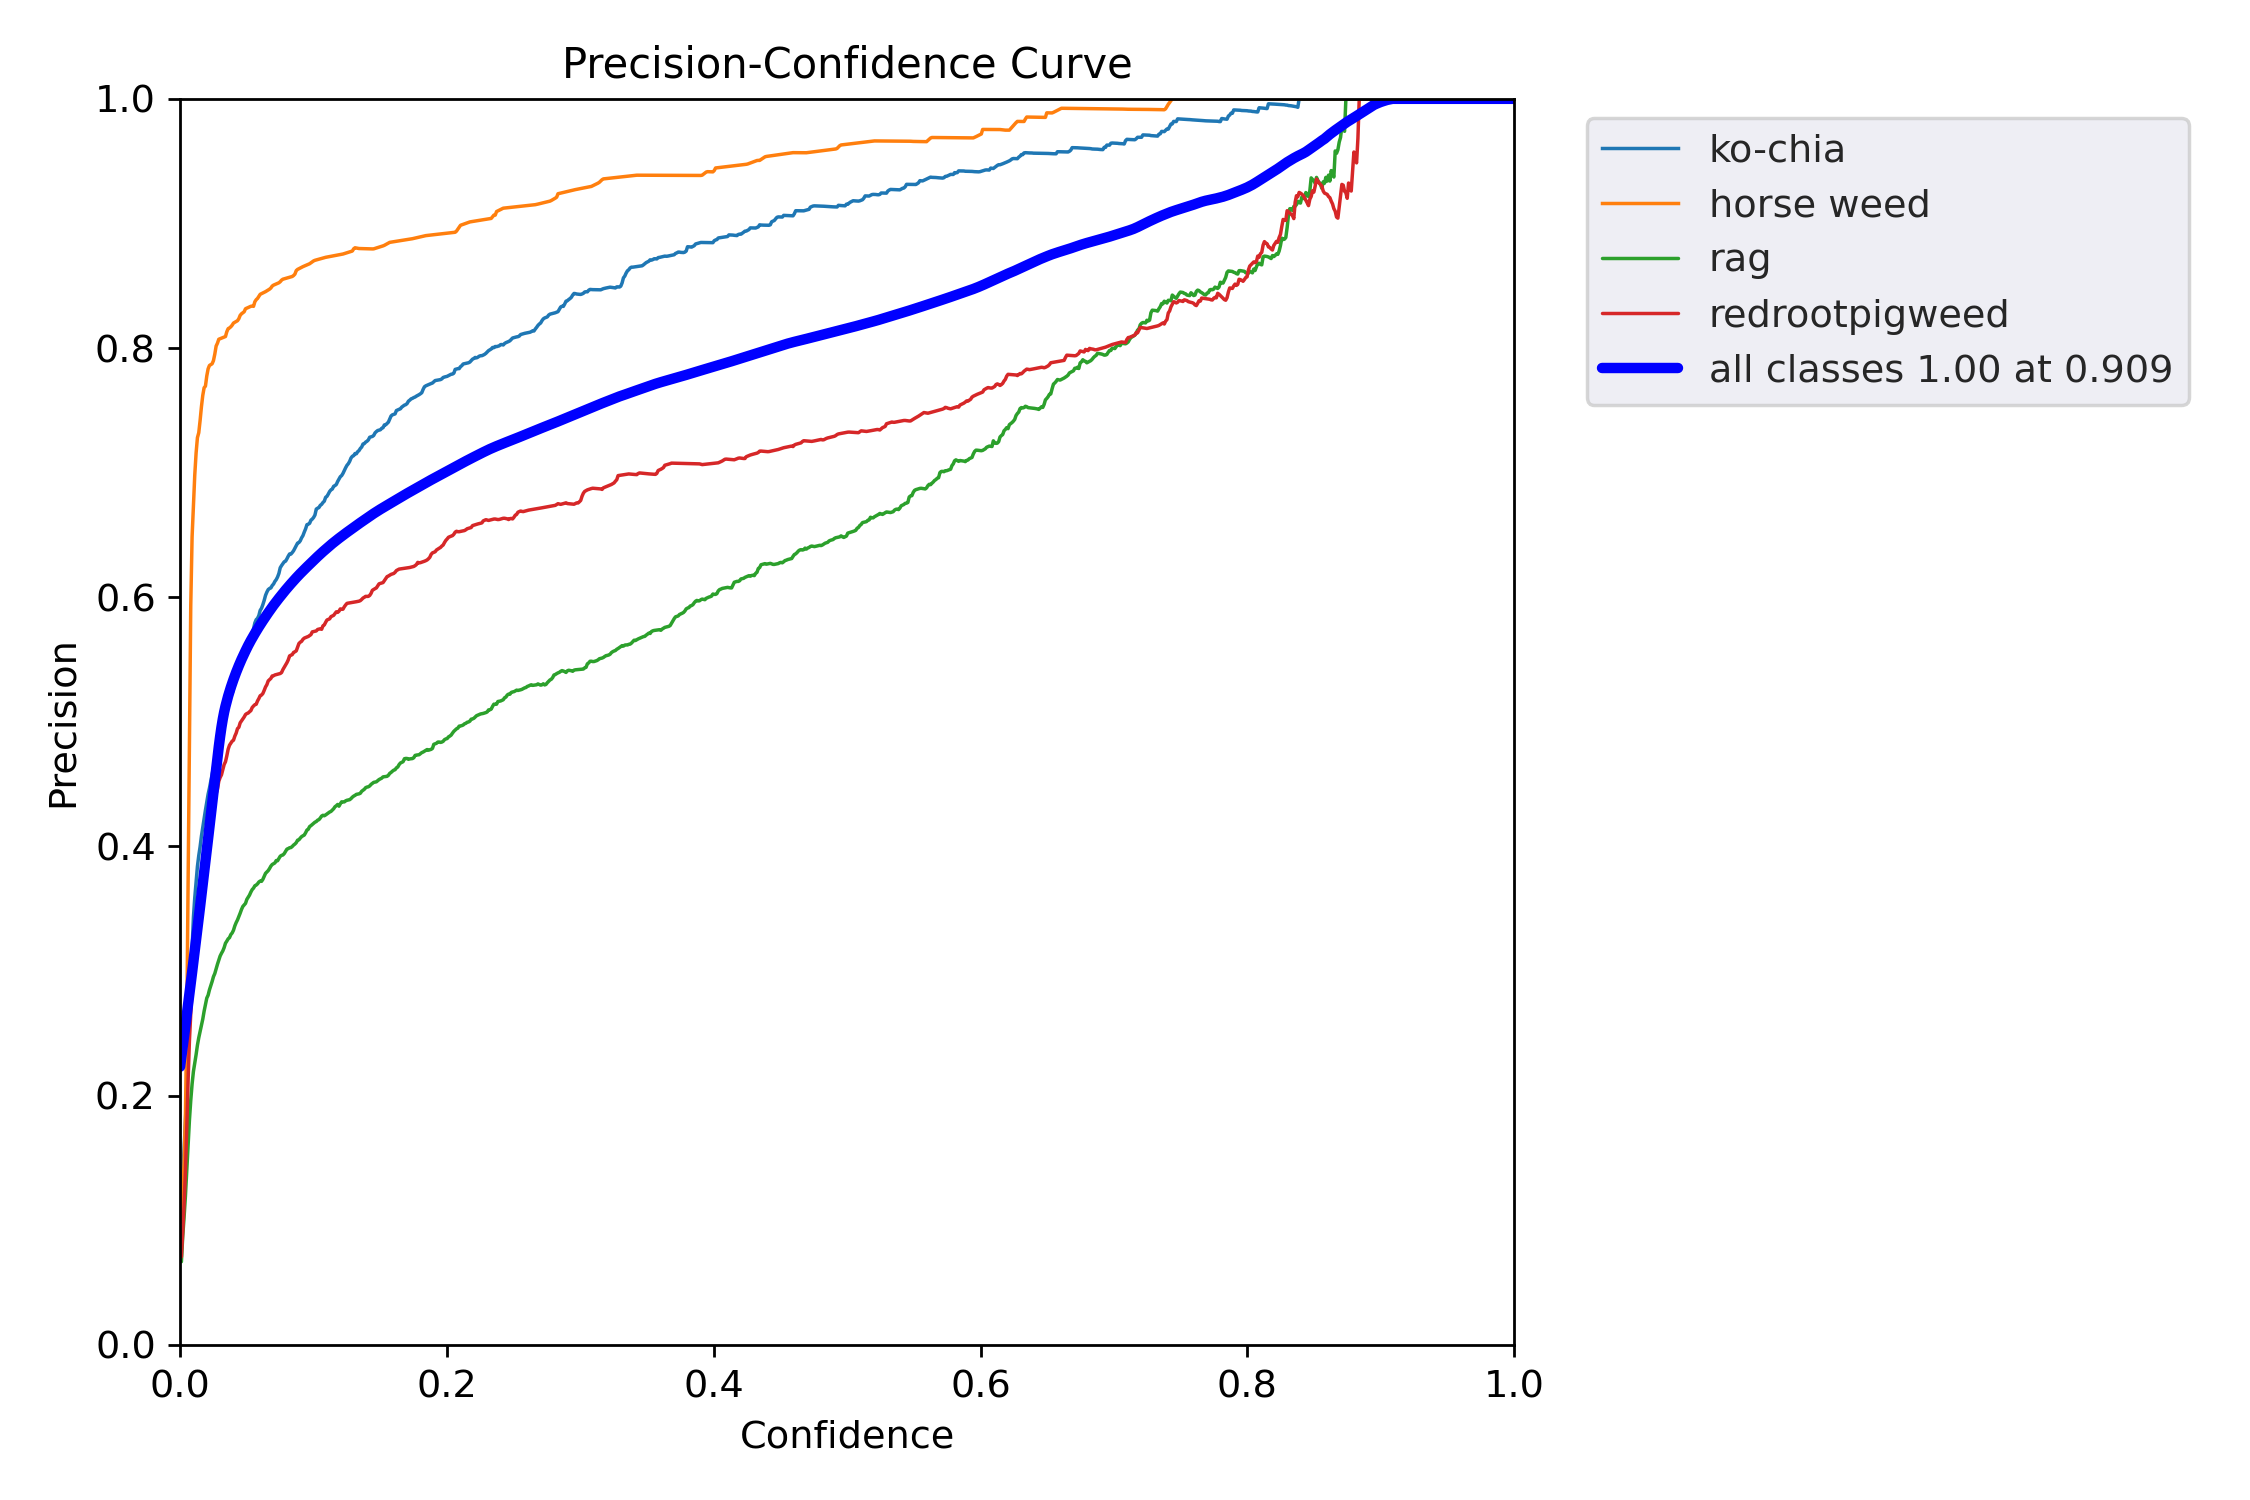 Precision-Confidence Curve
1.0
0.8
0.6
0.4
0.2
0.0
Precision
0.0 0.2 0.4 0.6 0.8 1.0
Confidence
ko-chia
horse weed
rag
redrootpigweed
all classes 1.00 at 0.909